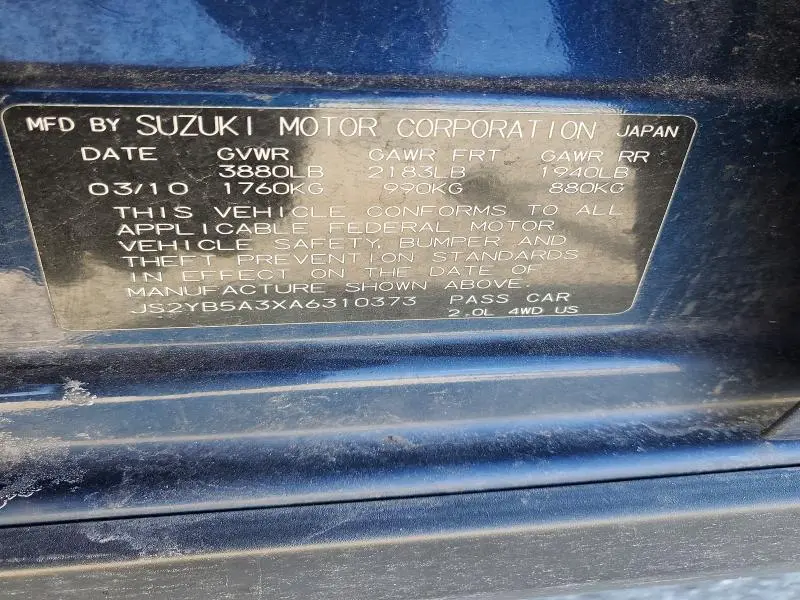 MFD BY SUZUKI MOTOR CORPORATION JAPAN
DATE GVWR GAWR FRT GAWR RR
3880LB 2183LB 1940LB
03/10 1760KG 990KG 880KG
THIS VEHICLE CONFORMS TO ALL
APPLICABLE FEDERAL MOTOR
VEHICLE SAFETY, BUMPER AND
THEFT PREVENTION STANDARDS
IN EFFECT ON THE DATE OF
MANUFACTURE SHOWN ABOVE.
JS2YB5A3XA6310373 PASS CAR
2.0L 4WD US